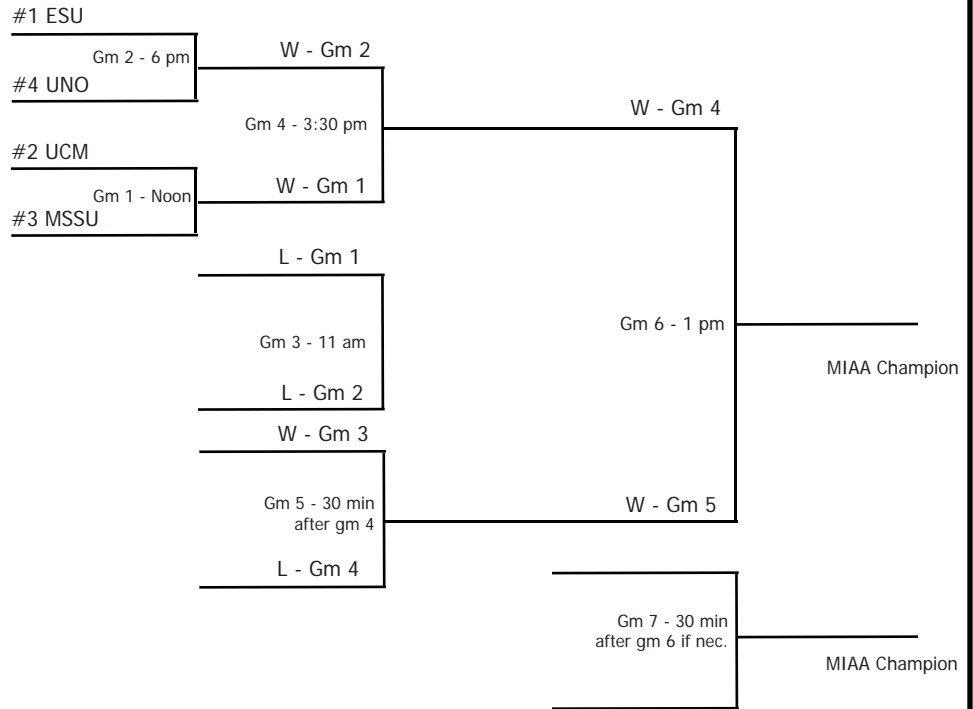 #1 ESU
Gm 2 - 6 pm
#4 UNO
W - Gm 2
Gm 4 - 3:30 pm
W - Gm 4
#2 UCM
Gm 1 - Noon
#3 MSSU
W - Gm 1
L - Gm 1
Gm 3 - 11 am
L - Gm 2
Gm 6 - 1 pm
MIAA Champion
W - Gm 3
Gm 5 - 30 min
after gm 4
L - Gm 4
W - Gm 5
Gm 7 - 30 min
after gm 6 if nec.
MIAA Champion